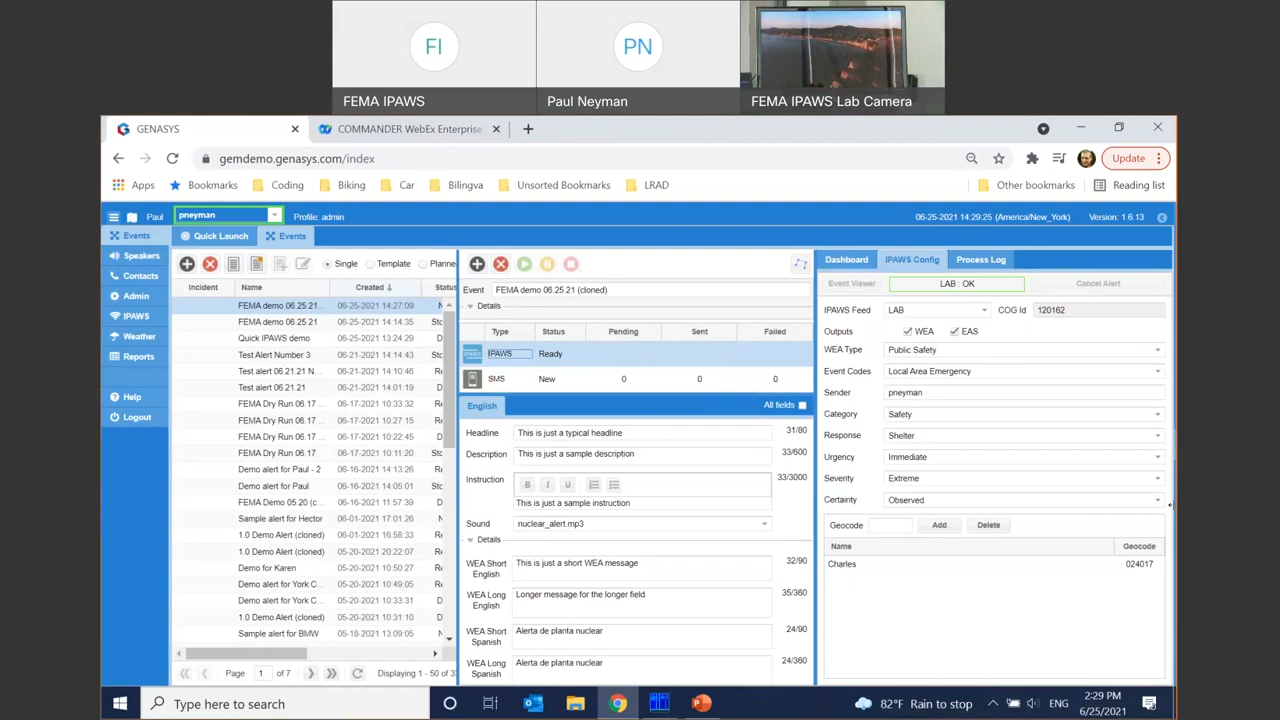 FI
PN
FEMA IPAWS
Paul Neyman
FEMA IPAWS Lab Camera
GENASYS
COMMANDER WebEx Enterprise
gemdemo.genasys.com/index
Update
Apps
Bookmarks
Coding
Biking
Car
Bilingva
Unsorted Bookmarks
LRAD
Other bookmarks
Reading list
Paul
pneyman
Profile: admin
06-25-2021 14:29:25 (America/New_York)
Version: 1.6.13
Events
Speakers
Contacts
Admin
IPAWS
Weather
Reports
Help
Logout
Quick Launch
Events
Single
Template
Planne
Incident Name Created Status
FEMA demo 06.25.21... 06-25-2021 14:27:09 N
FEMA demo 06.25.21 06-25-2021 14:14:35 Sto
Quick IPAWS demo 06-25-2021 13:24:29 D
Test Alert Number 3 06-21-2021 14:14:43 Sto
Test alert 06.21.21 N... 06-21-2021 14:10:46 Re
Test alert 06.21.21 06-21-2021 14:01:19 D
FEMA Dry Run 06.17 ... 06-17-2021 10:33:32 Re
FEMA Dry Run 06.17 ... 06-17-2021 10:27:15 Re
FEMA Dry Run 06.17 ... 06-17-2021 10:22:45 Re
FEMA Dry Run 06.17 06-17-2021 10:11:20 Sto
Demo alert for Paul - 2 06-16-2021 14:13:26 D
Demo alert for Paul 06-16-2021 14:05:01 Sto
FEMA Demo 05.20 (c... 06-16-2021 11:57:39 D
Sample alert for Hector 06-01-2021 17:01:26 D
1.0 Demo Alert (cloned) 06-01-2021 16:58:33 Re
1.0 Demo Alert (cloned) 05-20-2021 20:22:07 D
Demo for Karen 05-20-2021 10:50:27 Re
Demo alert for York C... 05-20-2021 10:49:05 Re
Demo alert for York C... 05-20-2021 10:33:31 D
1.0 Demo Alert (cloned) 05-20-2021 10:31:10 D
Sample alert for BMW 05-18-2021 13:09:05 Re
Page 1 of 7
Displaying 1 - 50 of 33
Event FEMA demo 06.25.21 (cloned)
Details
Type Status Pending Sent Failed
IPAWS Ready
SMS New 0 0 0
English
All fields
Headline This is just a typical headline 31/80
Description This is just a sample description 33/600
Instruction B I U 33/3000
This is just a sample instruction
Sound nuclear_alert.mp3
Details
WEA Short English This is just a short WEA message 32/90
WEA Long English Longer message for the longer field 35/360
WEA Short Spanish Alerta de planta nuclear 24/90
WEA Long Spanish Alerta de planta nuclear 24/360
Dashboard
IPAWS Config
Process Log
Event Viewer
LAB : OK
Cancel Alert
IPAWS Feed LAB COG Id 120162
Outputs WEA EAS
WEA Type Public Safety
Event Codes Local Area Emergency
Sender pneyman
Category Safety
Response Shelter
Urgency Immediate
Severity Extreme
Certainty Observed
Geocode Add Delete
Name Geocode
Charles 024017
Type here to search
82°F Rain to stop
ENG
2:29 PM
6/25/2021